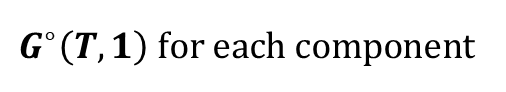 G°(T, 1) for each component